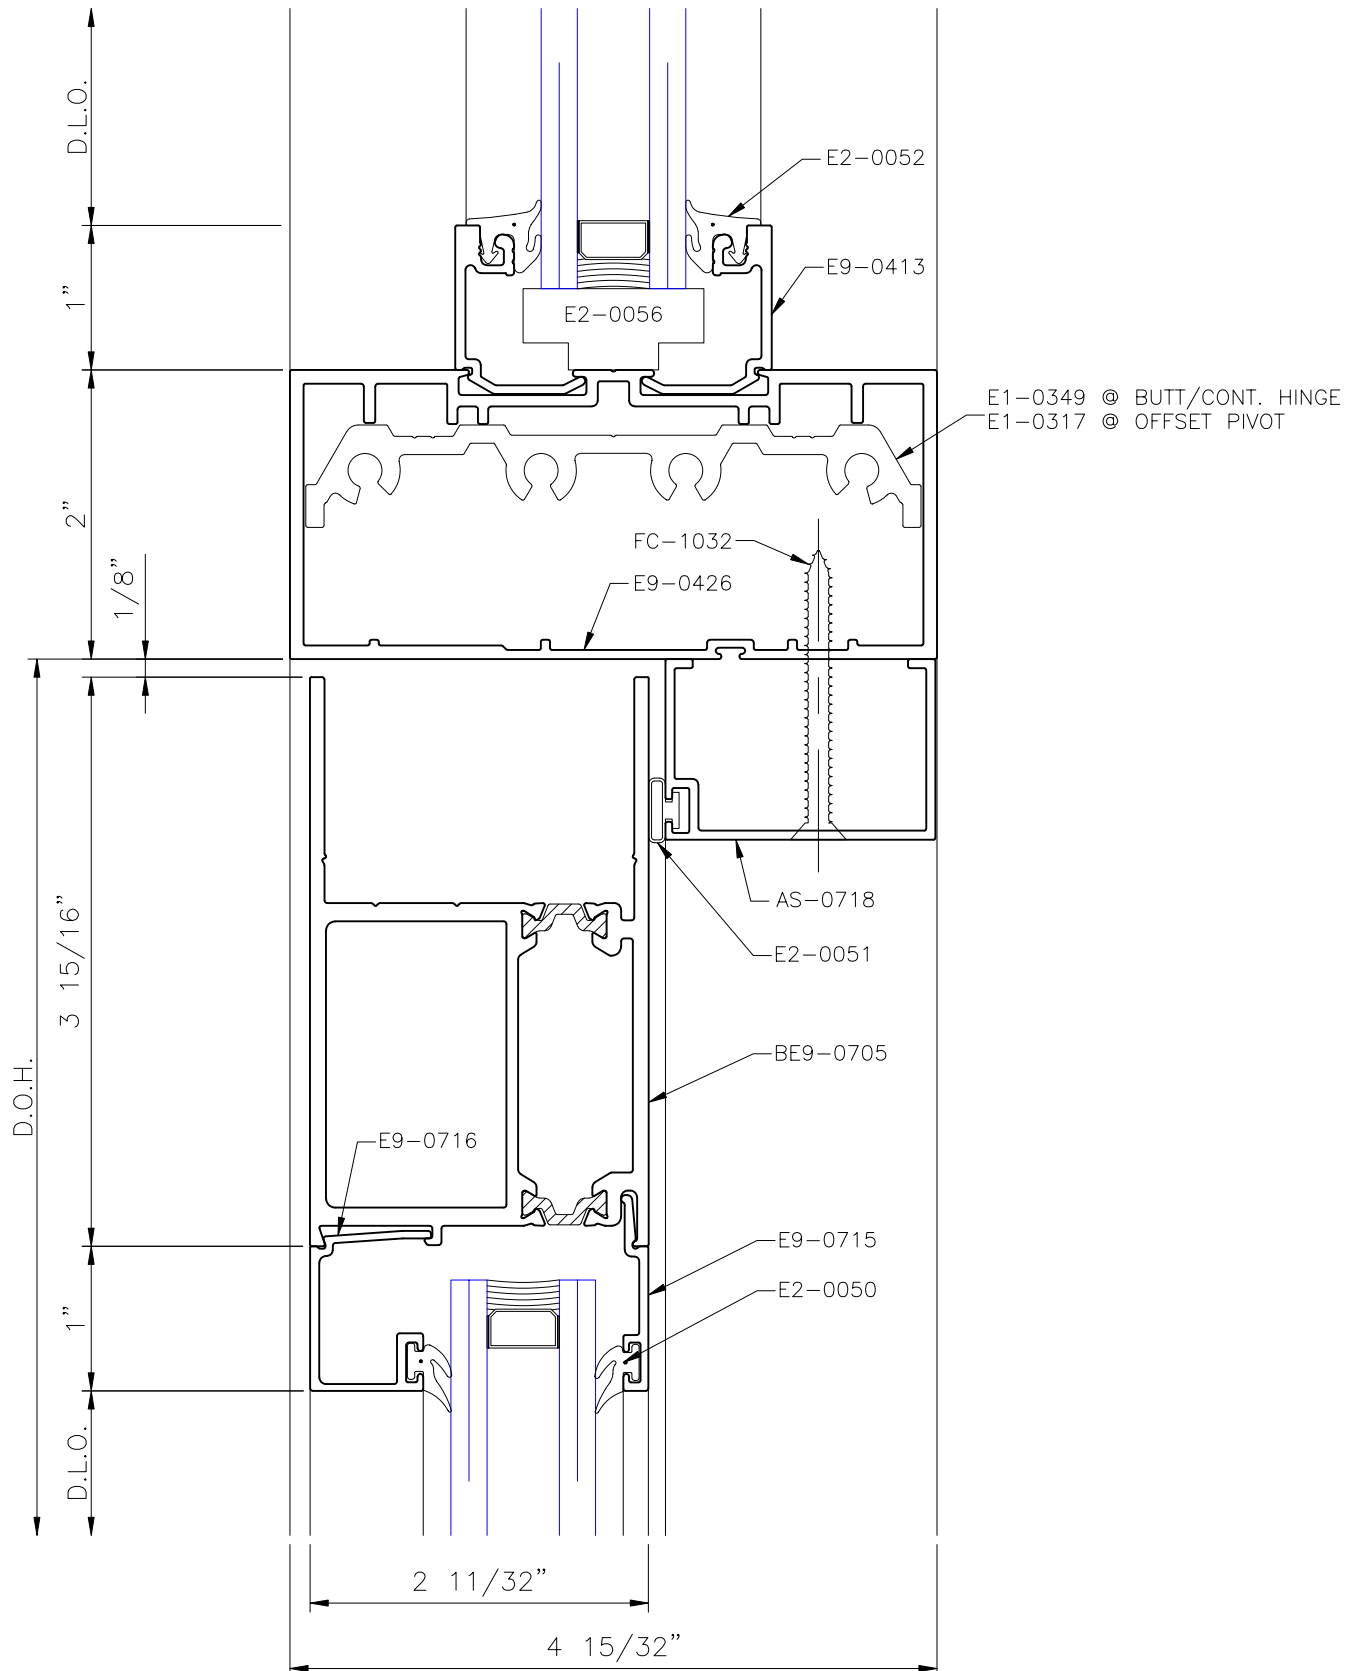 D.L.O.
E2-0052
1"
E9-0413
E2-0056
E1-0349 @ BUTT/CONT. HINGE
E1-0317 @ OFFSET PIVOT
2"
FC-1032
1/8"
E9-0426
AS-0718
3 15/16"
E2-0051
BE9-0705
D.O.H.
E9-0716
E9-0715
E2-0050
1"
D.L.O.
2 11/32"
4 15/32"